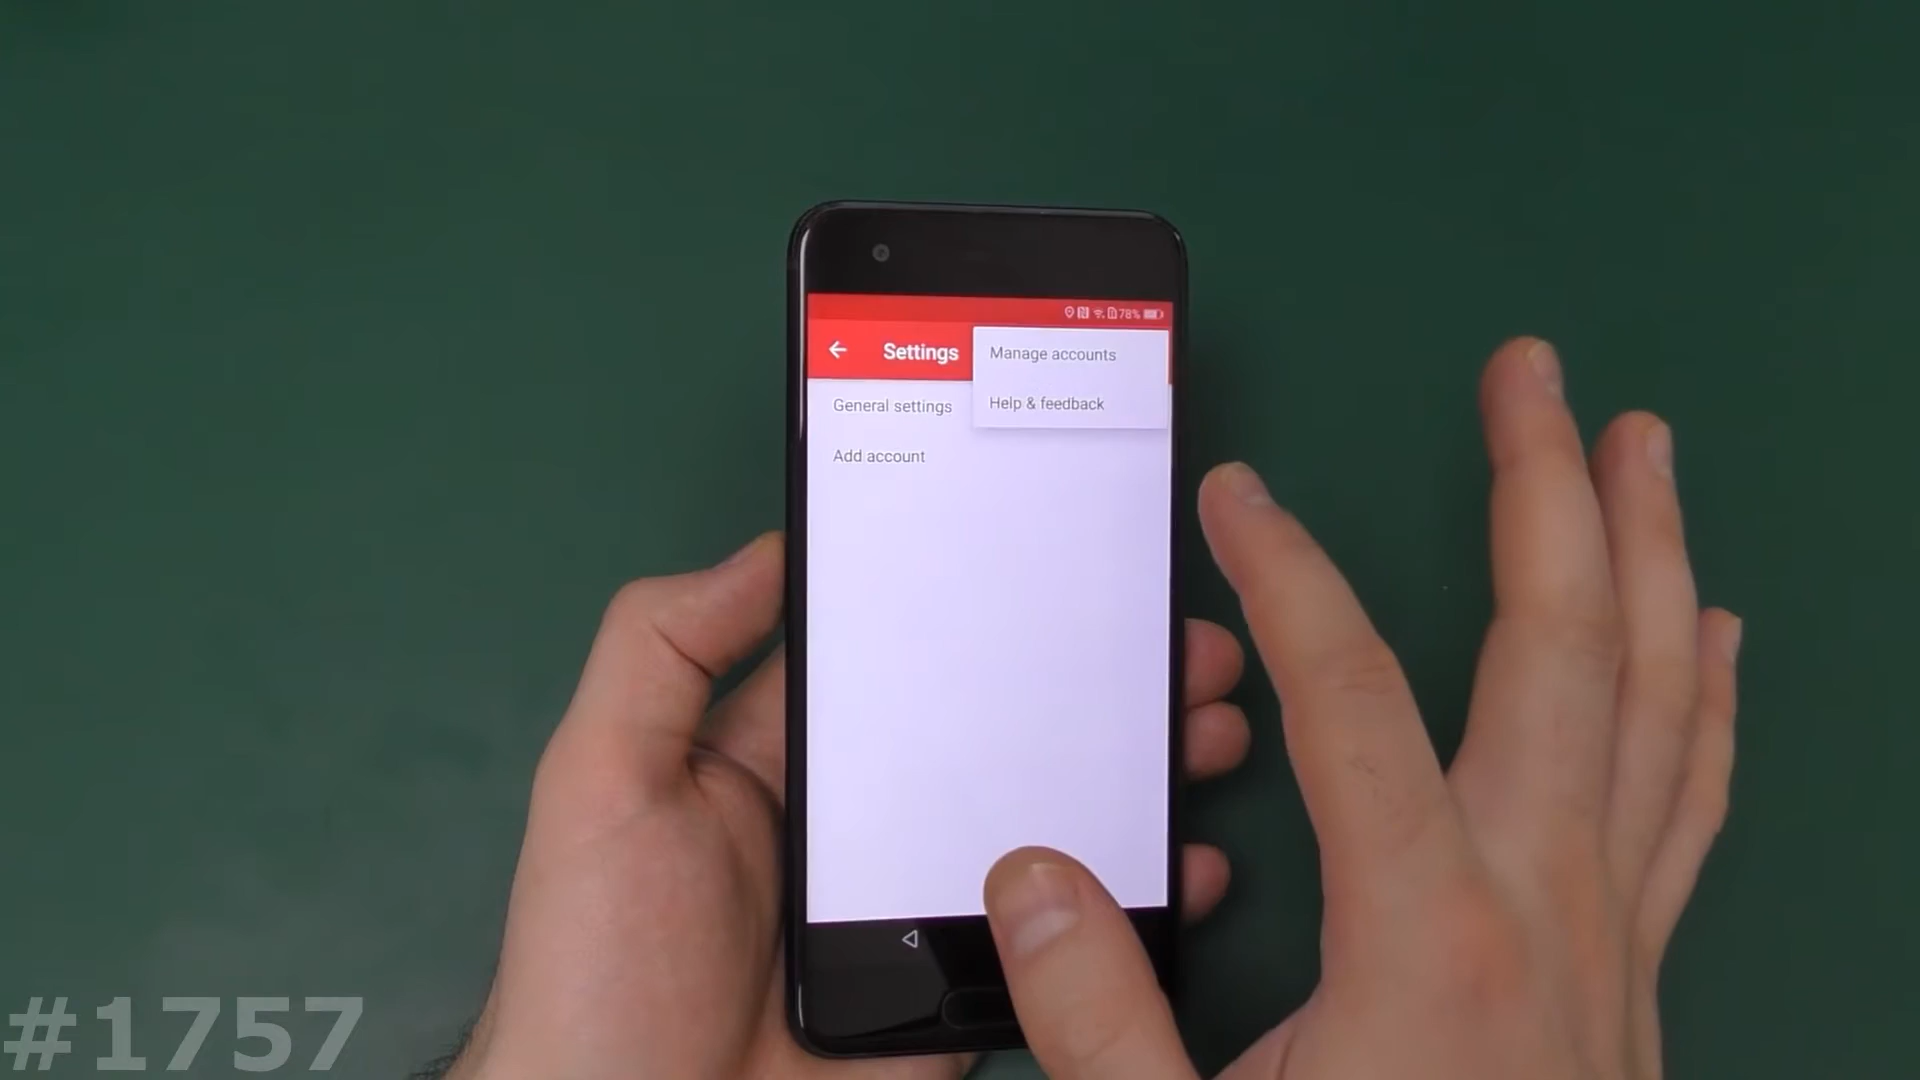 78%
Settings
Manage accounts
Help & feedback
General settings
Add account
#1757